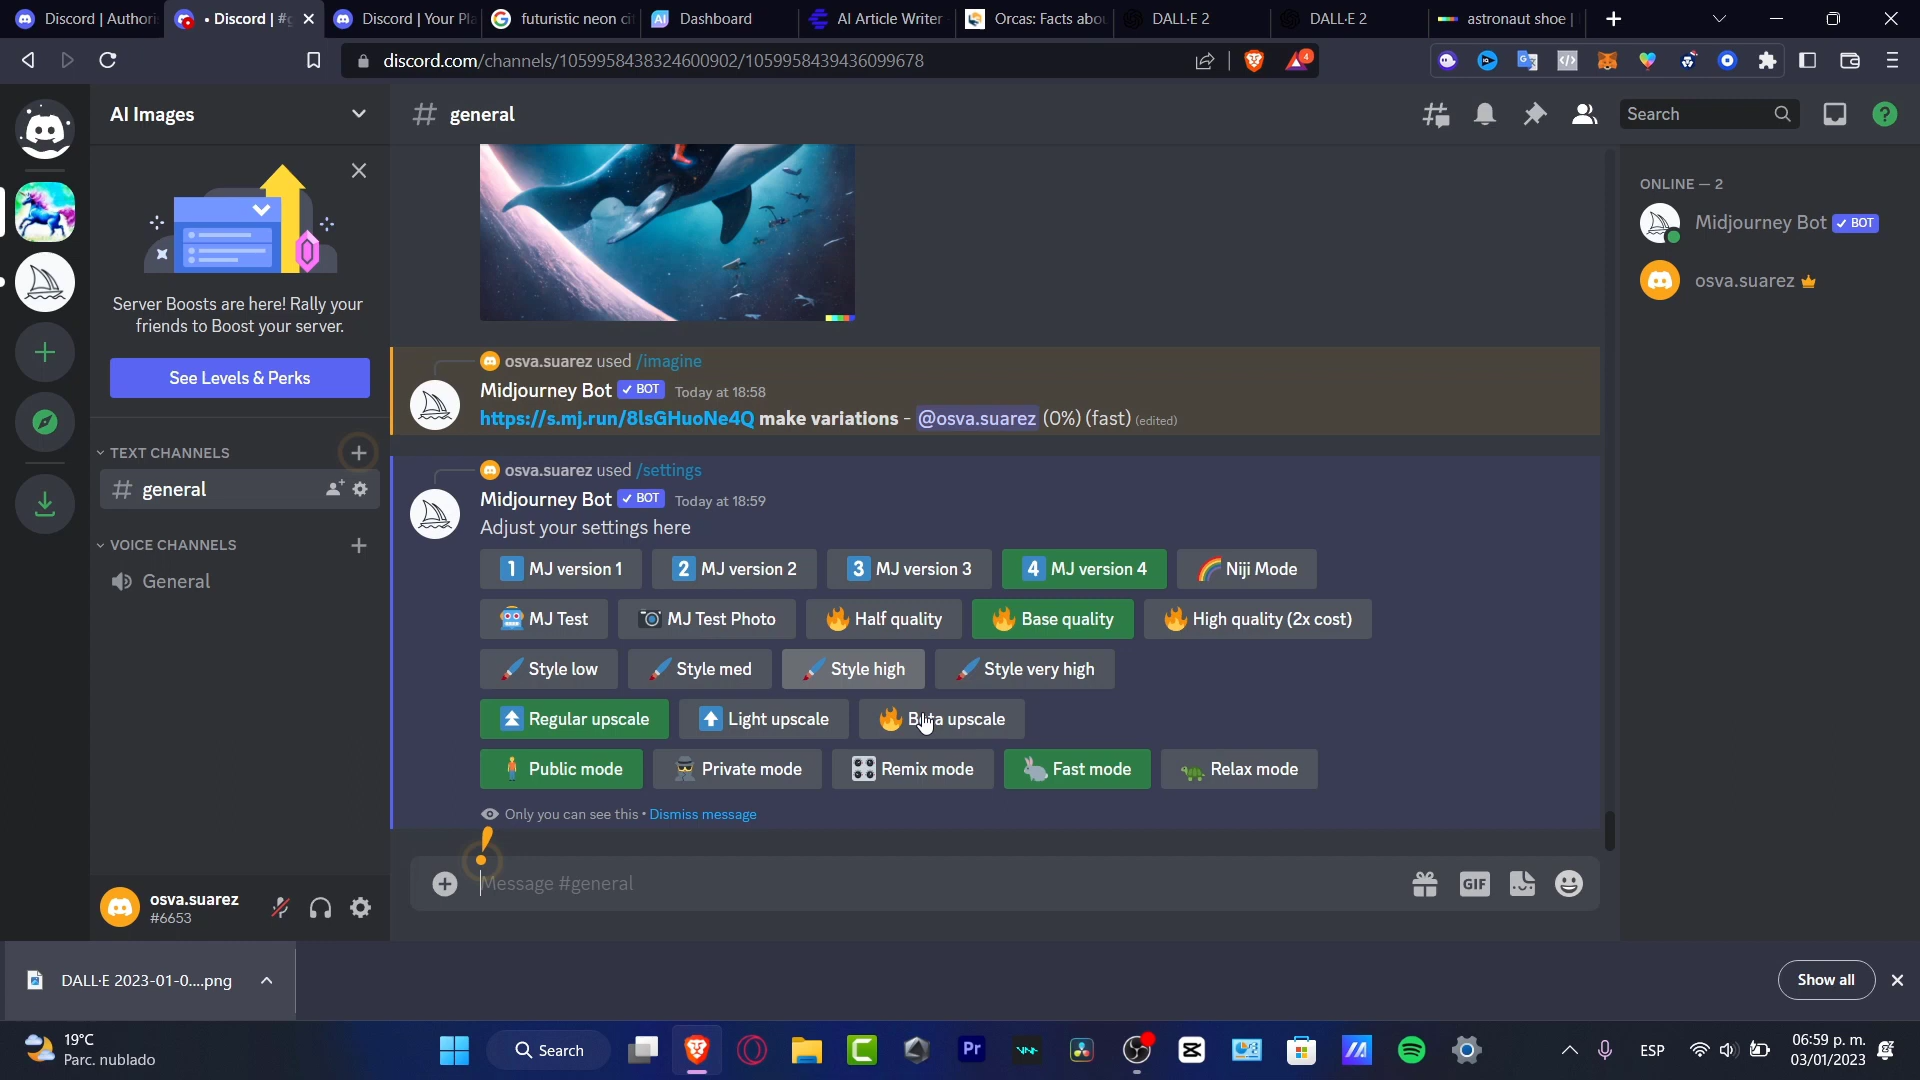 Discord | Authori
• Discord | #g
Discord | Your Pla
futuristic neon ci
Dashboard
AI Article Writer
Orcas: Facts abou
DALL·E 2
DALL·E 2
astronaut shoe |
discord.com/channels/1059958438324600902/1059958439436099678
4
AI Images
general
Search
Server Boosts are here! Rally your
friends to Boost your server.
See Levels & Perks
TEXT CHANNELS
general
VOICE CHANNELS
General
osva.suarez
#6653
osva.suarez used /imagine
Midjourney Bot ✓ BOT Today at 18:58
https://s.mj.run/8lsGHuoNe4Q make variations - @osva.suarez (0%) (fast) (edited)
osva.suarez used /settings
Midjourney Bot ✓ BOT Today at 18:59
Adjust your settings here
1 MJ version 1
2 MJ version 2
3 MJ version 3
4 MJ version 4
Niji Mode
MJ Test
MJ Test Photo
Half quality
Base quality
High quality (2x cost)
Style low
Style med
Style high
Style very high
Regular upscale
Light upscale
Beta upscale
Public mode
Private mode
Remix mode
Fast mode
Relax mode
Only you can see this • Dismiss message
Message #general
GIF
ONLINE — 2
Midjourney Bot ✓ BOT
osva.suarez
DALL·E 2023-01-0....png
Show all
19°C
Parc. nublado
Search
Pr
ESP
06:59 p. m.
03/01/2023